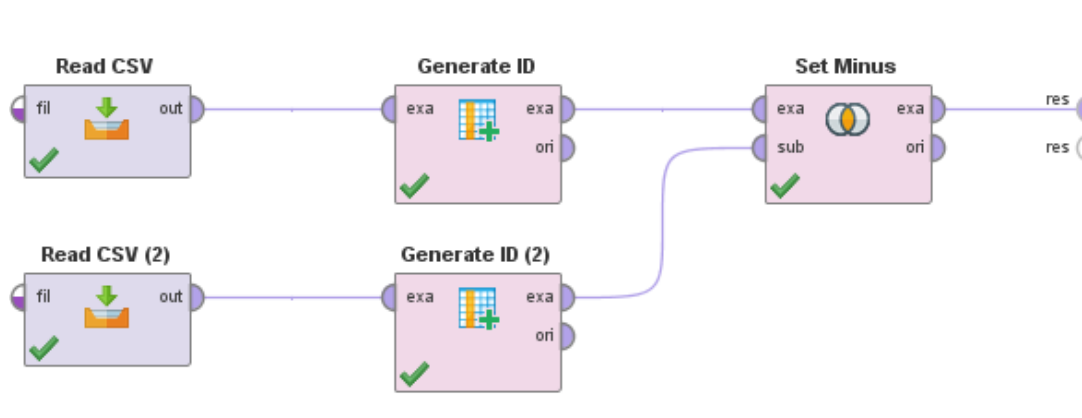 Read CSV
fil
out
Generate ID
exa
exa
ori
Set Minus
exa
exa
sub
ori
res
res
Read CSV (2)
fil
out
Generate ID (2)
exa
exa
ori